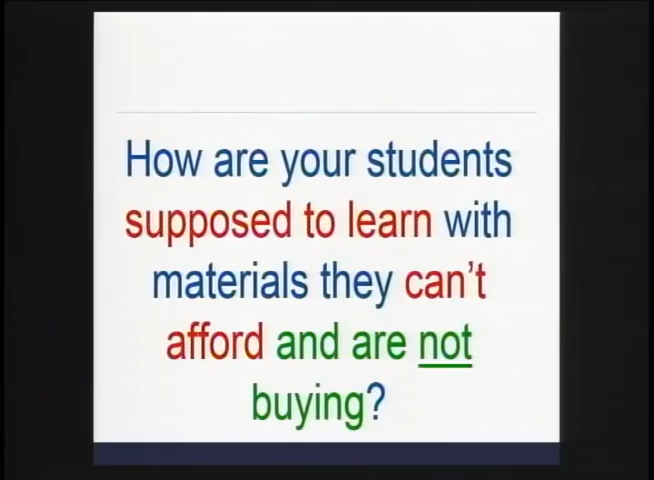 How are your students
supposed to learn with
materials they can't
afford and are not
buying?